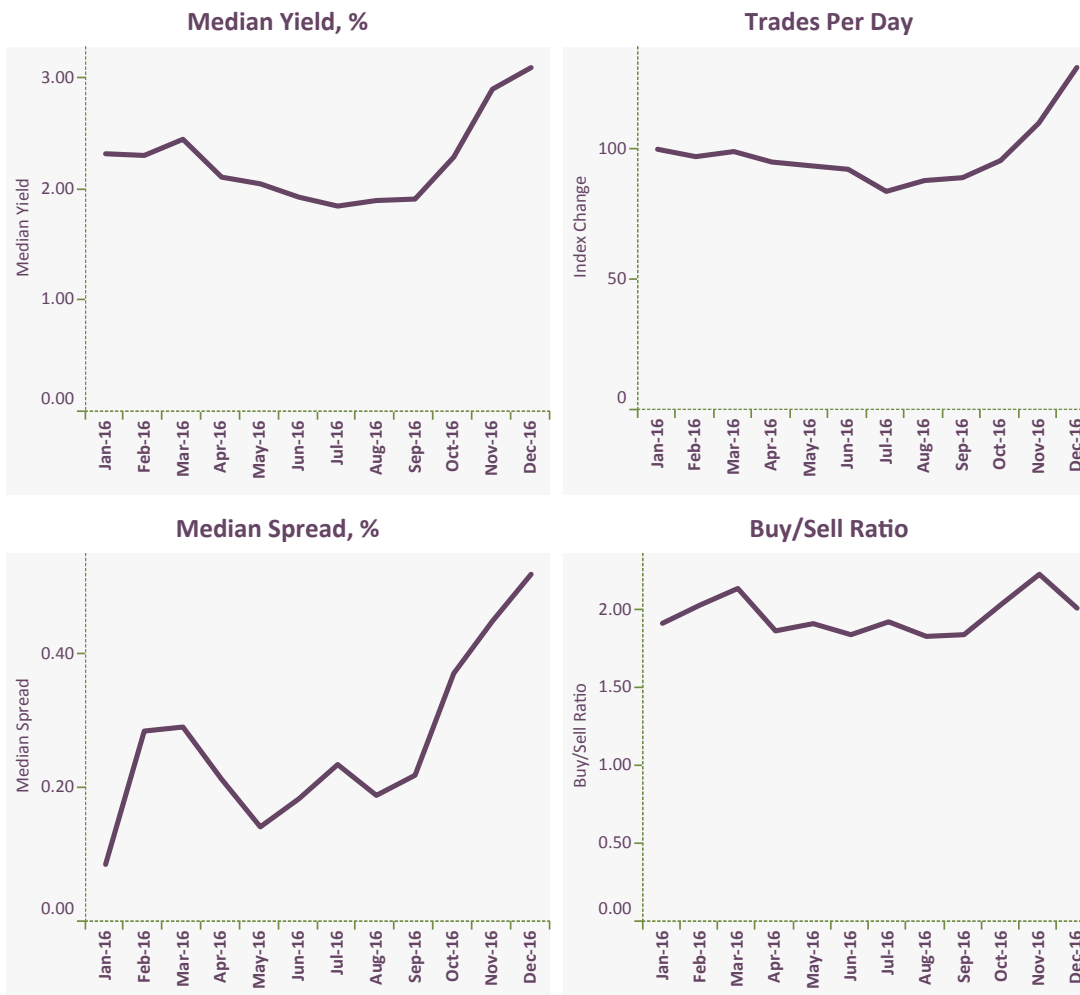 Median Yield, %
Median Yield
3.00
2.00
1.00
0.00
Jan-16
Feb-16
Mar-16
Apr-16
May-16
Jun-16
Jul-16
Aug-16
Sep-16
Oct-16
Nov-16
Dec-16
Trades Per Day
Index Change
100
50
0
Jan-16
Feb-16
Mar-16
Apr-16
May-16
Jun-16
Jul-16
Aug-16
Sep-16
Oct-16
Nov-16
Dec-16
Median Spread, %
Median Spread
0.40
0.20
0.00
Jan-16
Feb-16
Mar-16
Apr-16
May-16
Jun-16
Jul-16
Aug-16
Sep-16
Oct-16
Nov-16
Dec-16
Buy/Sell Ratio
Buy/Sell Ratio
2.00
1.50
1.00
0.50
0.00
Jan-16
Feb-16
Mar-16
Apr-16
May-16
Jun-16
Jul-16
Aug-16
Sep-16
Oct-16
Nov-16
Dec-16